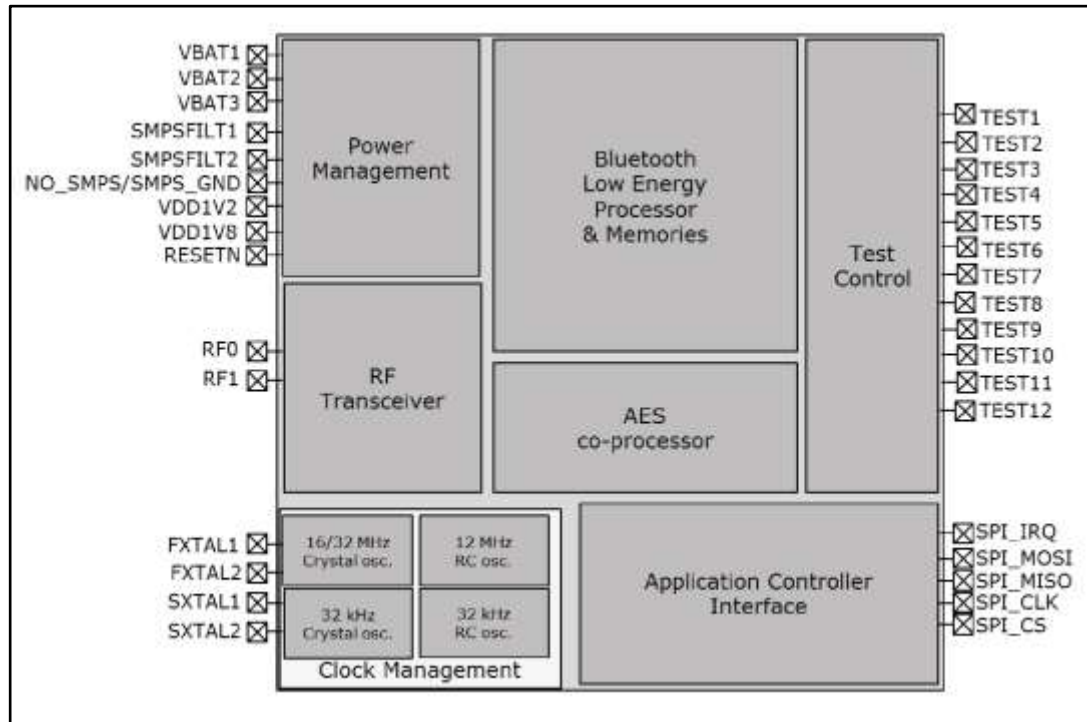 VBAT1
VBAT2
VBAT3
SMPSFILT1
SMPSFILT2
NO_SMPS/SMPS_GND
VDD1V2
VDD1V8
RESETN
RF0
RF1
FXTAL1
FXTAL2
SXTAL1
SXTAL2
Power
Management
RF
Transceiver
16/32 MHz
Crystal osc.
12 MHz
RC osc.
32 kHz
Crystal osc.
32 kHz
RC osc.
Clock Management
Bluetooth
Low Energy
Processor
& Memories
AES
co-processor
Test
Control
Application Controller
Interface
TEST1
TEST2
TEST3
TEST4
TEST5
TEST6
TEST7
TEST8
TEST9
TEST10
TEST11
TEST12
SPI_IRQ
SPI_MOSI
SPI_MISO
SPI_CLK
SPI_CS